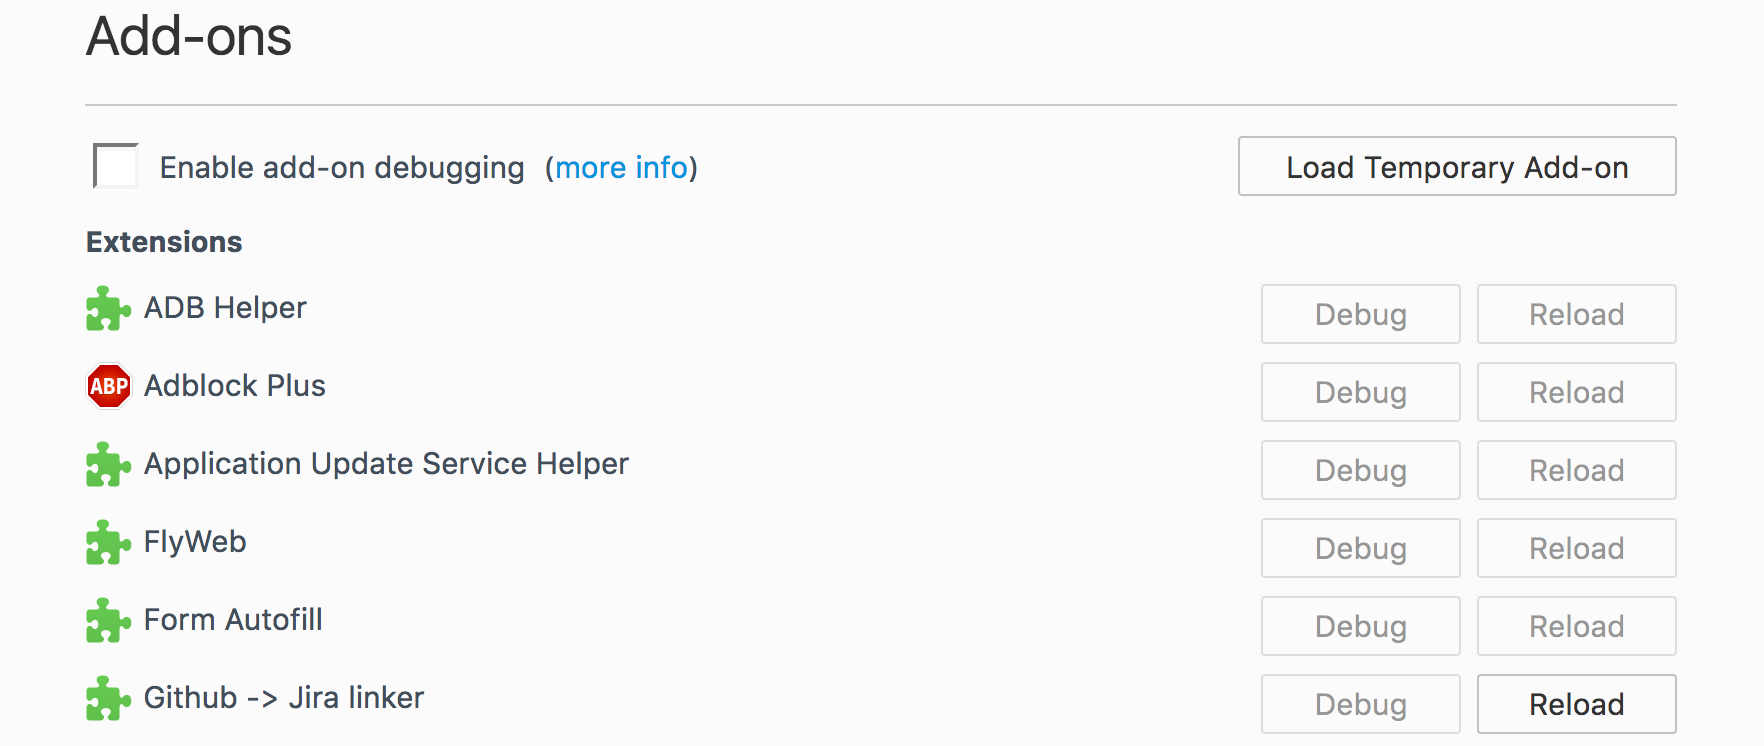 Add-ons
Enable add-on debugging (more info) Load Temporary Add-on
Extensions
ADB Helper Debug Reload
ABP Adblock Plus Debug Reload
Application Update Service Helper Debug Reload
FlyWeb Debug Reload
Form Autofill Debug Reload
Github -> Jira linker Debug Reload